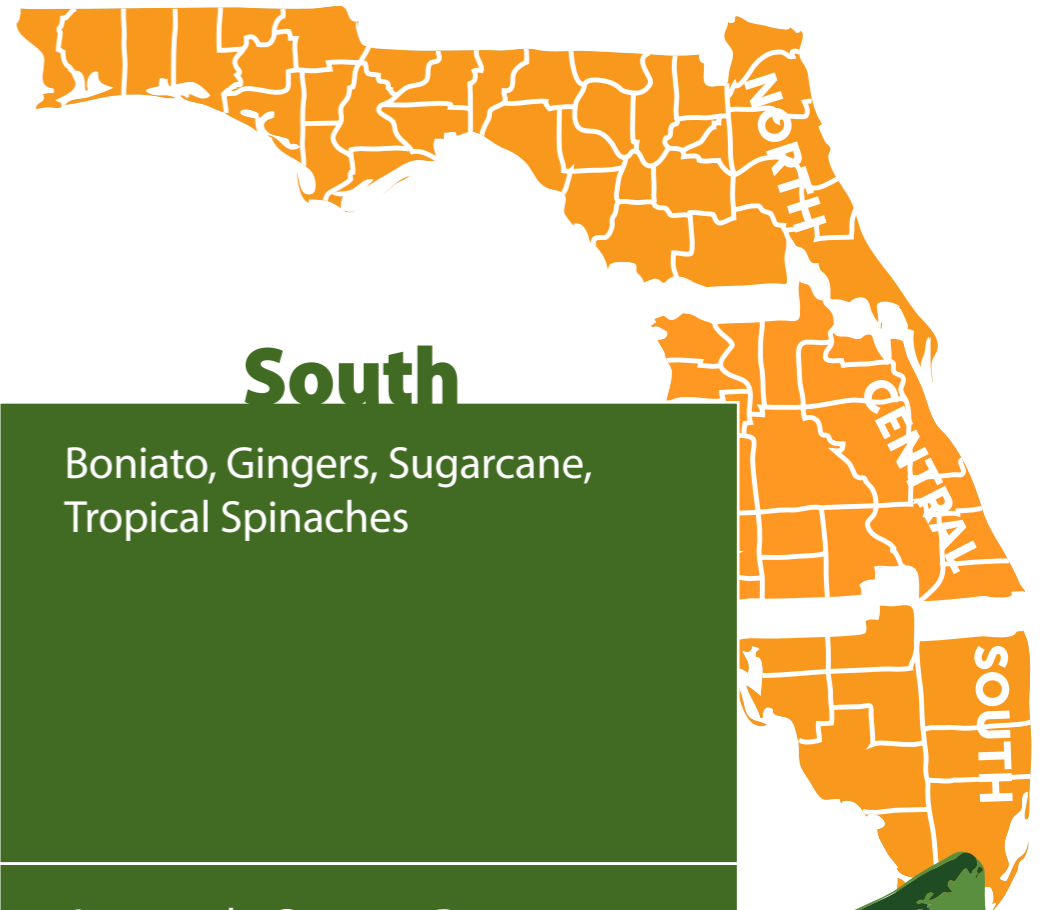 NORTH
South
CENTRAL
Boniato, Gingers, Sugarcane,
Tropical Spinaches
SOUTH